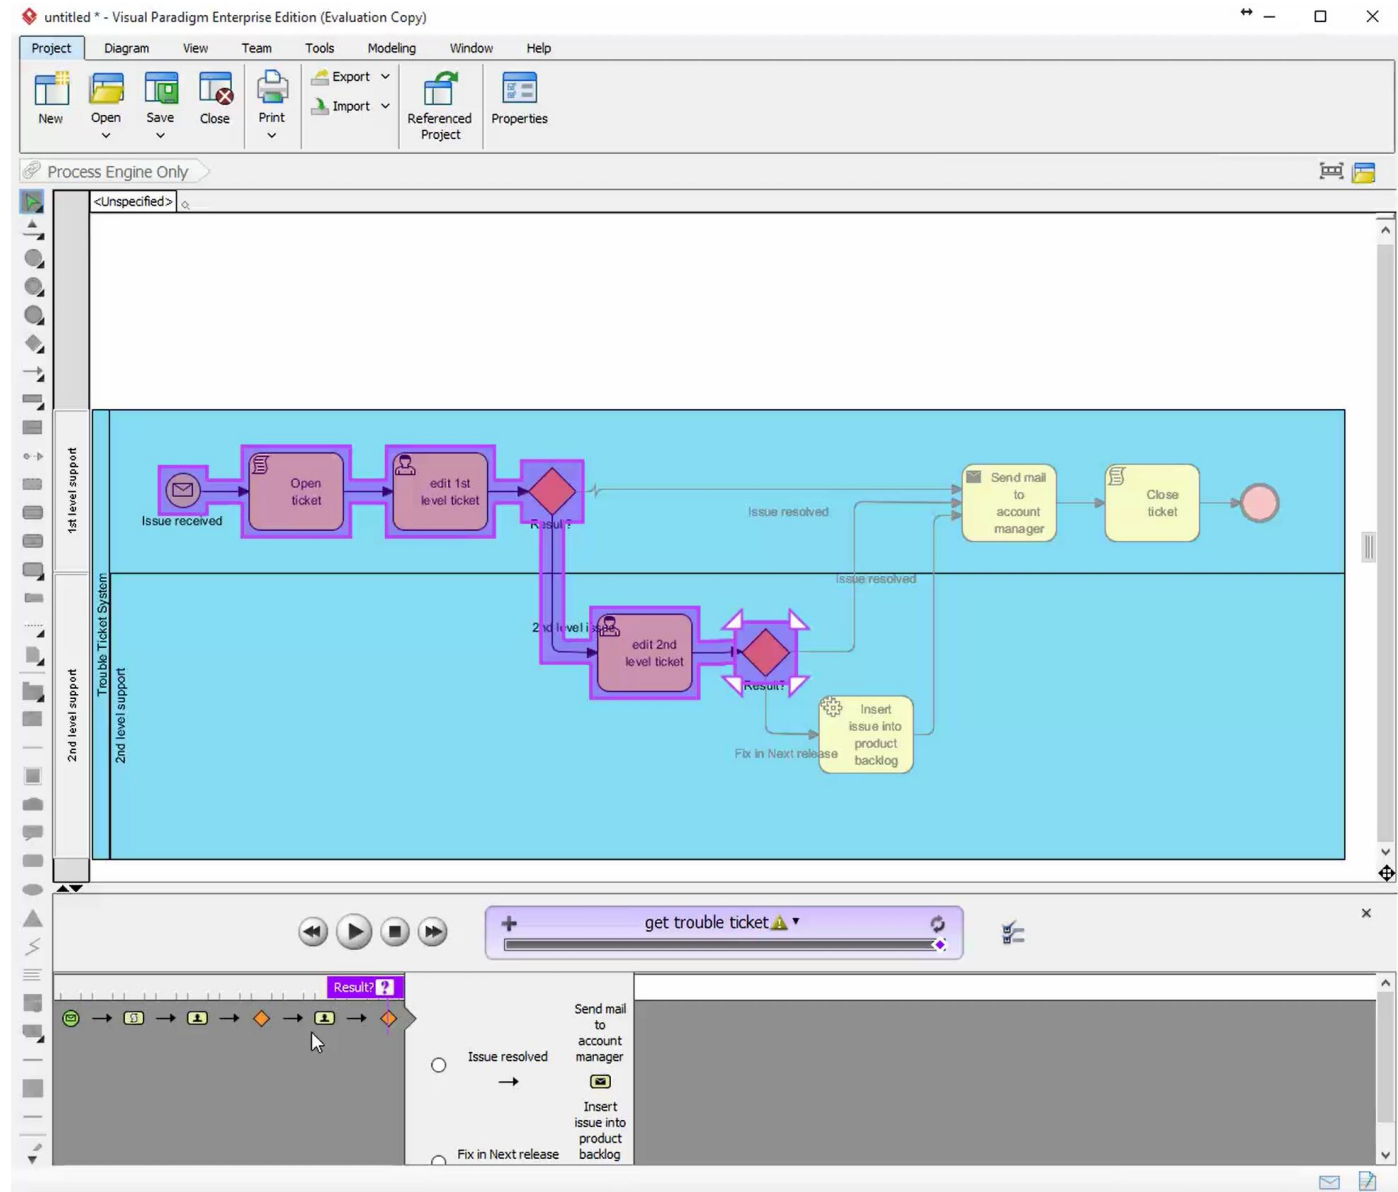 untitled * - Visual Paradigm Enterprise Edition (Evaluation Copy)
Project Diagram View Team Tools Modeling Window Help
New Open Save Close Print
Export
Import
Referenced
Project
Properties
Process Engine Only
<Unspecified>
1st level support
2nd level support
Trouble Ticket System
2nd level support
Issue received
Open
ticket
edit 1st
level ticket
Result?
Issue resolved
Send mail
to
account
manager
Close
ticket
Issue resolved
2nd level issue
edit 2nd
level ticket
Result?
Insert
issue into
product
backlog
Fix in Next release
get trouble ticket
Result? ?
Issue resolved
Send mail
to
account
manager
Fix in Next release
Insert
issue into
product
backlog